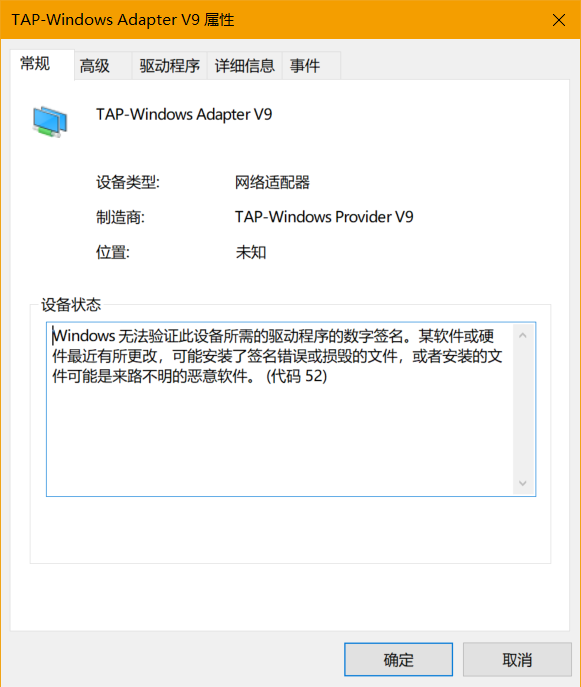 TAP-Windows Adapter V9 属性
常规 高级 驱动程序 详细信息 事件
TAP-Windows Adapter V9
设备类型: 网络适配器
制造商: TAP-Windows Provider V9
位置: 未知
设备状态
Windows 无法验证此设备所需的驱动程序的数字签名。某软件或硬
件最近有所更改，可能安装了签名错误或损毁的文件，或者安装的文
件可能是来路不明的恶意软件。 (代码 52)
确定 取消